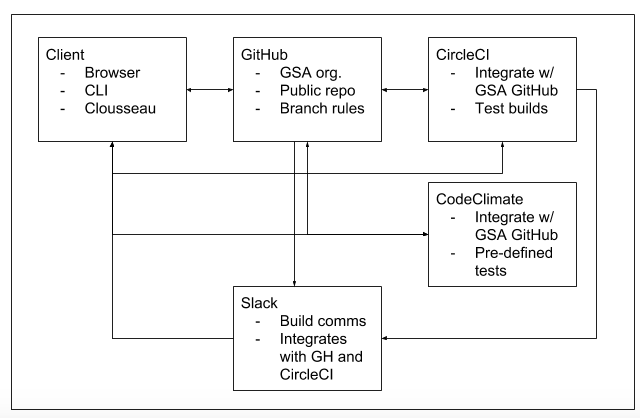 Client
- Browser
- CLI
- Clousseau
GitHub
- GSA org.
- Public repo
- Branch rules
CircleCI
- Integrate w/
GSA GitHub
- Test builds
CodeClimate
- Integrate w/
GSA GitHub
- Pre-defined
tests
Slack
- Build comms
- Integrates
with GH and
CircleCI